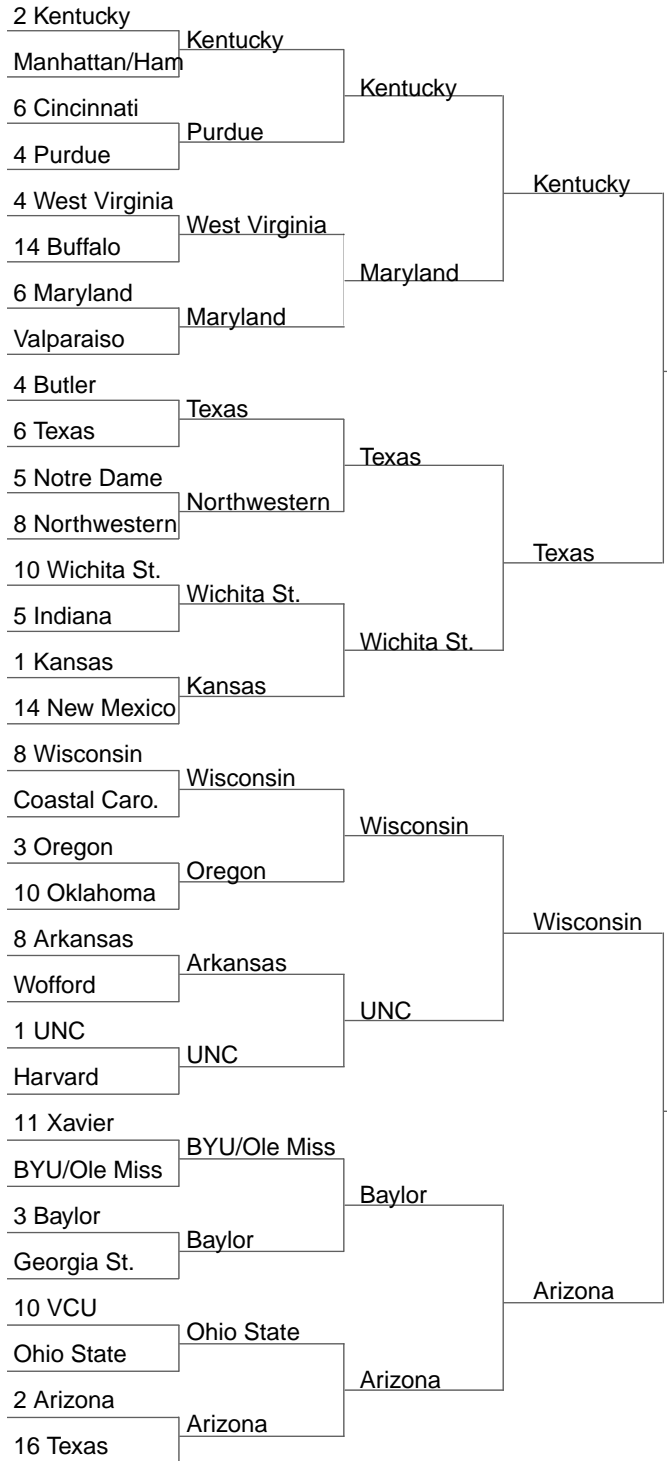 2 Kentucky
Kentucky
Manhattan/Ham
Kentucky
6 Cincinnati
Purdue
4 Purdue
Kentucky
4 West Virginia
West Virginia
14 Buffalo
Maryland
6 Maryland
Maryland
Valparaiso
4 Butler
Texas
6 Texas
Texas
5 Notre Dame
Northwestern
8 Northwestern
Texas
10 Wichita St.
Wichita St.
5 Indiana
Wichita St.
1 Kansas
Kansas
14 New Mexico
8 Wisconsin
Wisconsin
Coastal Caro.
Wisconsin
3 Oregon
Oregon
10 Oklahoma
Wisconsin
8 Arkansas
Arkansas
Wofford
UNC
1 UNC
UNC
Harvard
11 Xavier
BYU/Ole Miss
BYU/Ole Miss
Baylor
3 Baylor
Baylor
Georgia St.
Arizona
10 VCU
Ohio State
Ohio State
Arizona
2 Arizona
Arizona
16 Texas